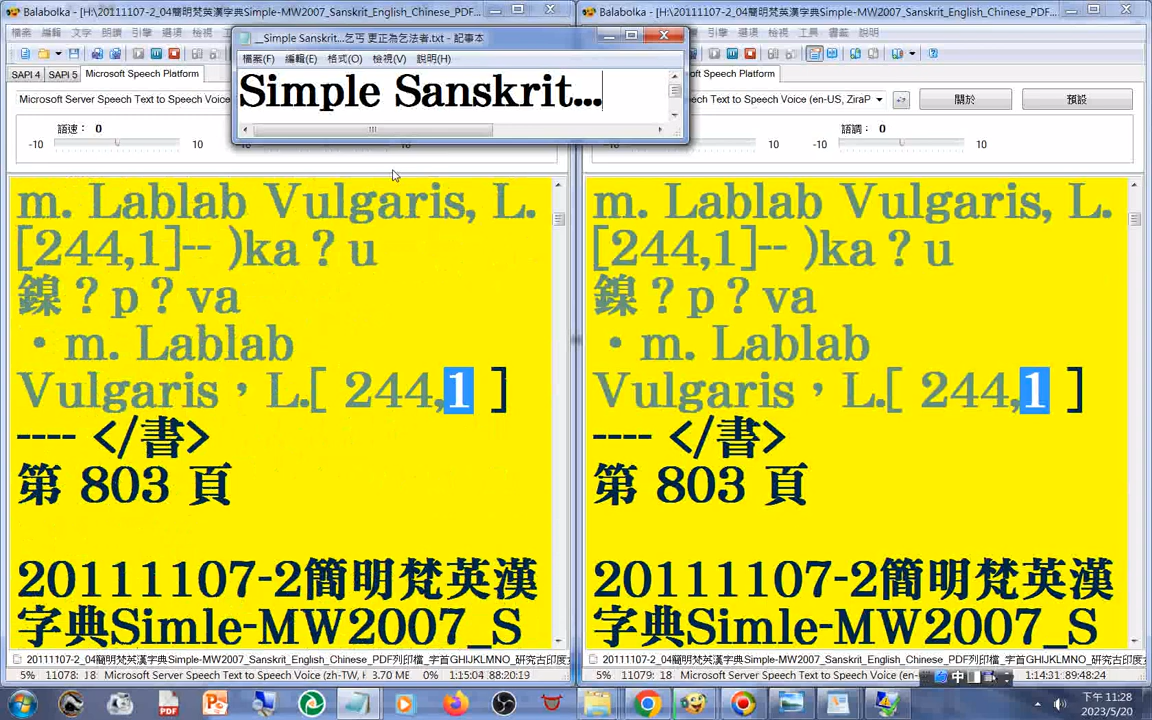 Balabolka - [H:\20111107-2_04簡明梵英漢字典Simple-MW2007_Sanskrit_English_Chinese_PDF...
Balabolka - [H:\20111107-2_04簡明梵英漢字典Simple-MW2007_Sanskrit_English_Chinese_PDF...
__Simple Sanskrit...乞丐 更正為乞法者.txt - 記事本
檔案(F) 編輯(E) 格式(O) 檢視(V) 說明(H)
Simple Sanskrit...
SAPI 4 SAPI 5 Microsoft Speech Platform
Microsoft Server Speech Text to Speech Voice
Text to Speech Voice (en-US, ZiraP
關於 預設
語速: 0
-10 10
語調: 0
-10 10
m. Lablab Vulgaris, L.
[244,1]-- )ka ? u
鎳 ? p ? va
・m. Lablab
Vulgaris,L.[ 244,1 ]
---- </書>
第 803 頁
20111107-2簡明梵英漢
字典Simle-MW2007_S
m. Lablab Vulgaris, L.
[244,1]-- )ka ? u
鎳 ? p ? va
・m. Lablab
Vulgaris,L.[ 244,1 ]
---- </書>
第 803 頁
20111107-2簡明梵英漢
字典Simle-MW2007_S
20111107-2_04簡明梵英漢字典Simple-MW2007_Sanskrit_English_Chinese_PDF列印檔_字首GHIJKLMNO_研究古印度
20111107-2_04簡明梵英漢字典Simple-MW2007_Sanskrit_English_Chinese_PDF列印檔_字首GHIJKLMNO_研究古印度
5% 11078: 18 Microsoft Server Speech Text to Speech Voice (zh-TW, 3.70 ME 0% 1:15:04 88:20:19
5% 11079: 18 Microsoft Server Speech Text to Speech Voice 1:14:31 89:48:24
中
下午 11:28
2023/5/20